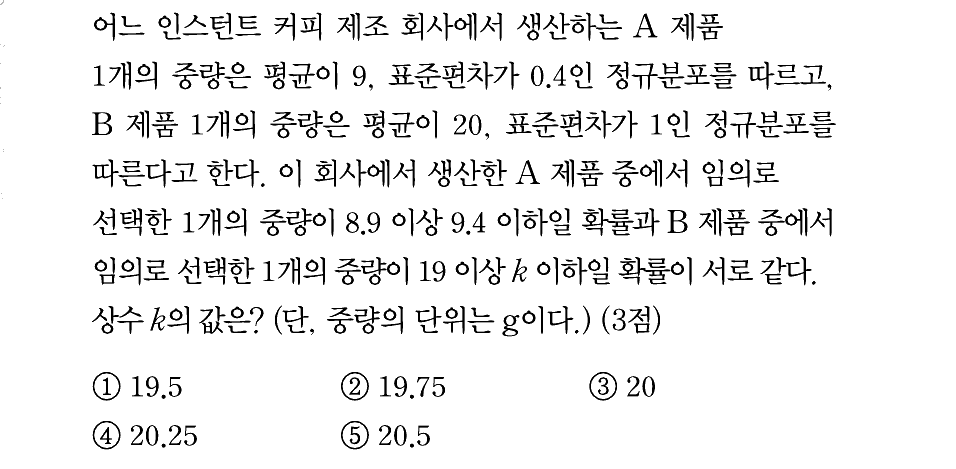 어느 인스턴트 커피 제조 회사에서 생산하는 A 제품
1개의 중량은 평균이 9, 표준편차가 0.4인 정규분포를 따르고,
B 제품 1개의 중량은 평균이 20, 표준편차가 1인 정규분포를
따른다고 한다. 이 회사에서 생산한 A 제품 중에서 임의로
선택한 1개의 중량이 8.9 이상 9.4 이하일 확률과 B 제품 중에서
임의로 선택한 1개의 중량이 19 이상 k 이하일 확률이 서로 같다.
상수 k의 값은? (단, 중량의 단위는 g이다.) (3점)
① 19.5 ② 19.75 ③ 20
④ 20.25 ⑤ 20.5